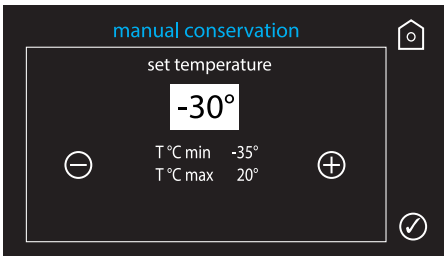 manual conservation
set temperature
-30°
T °C min -35°
T °C max 20°